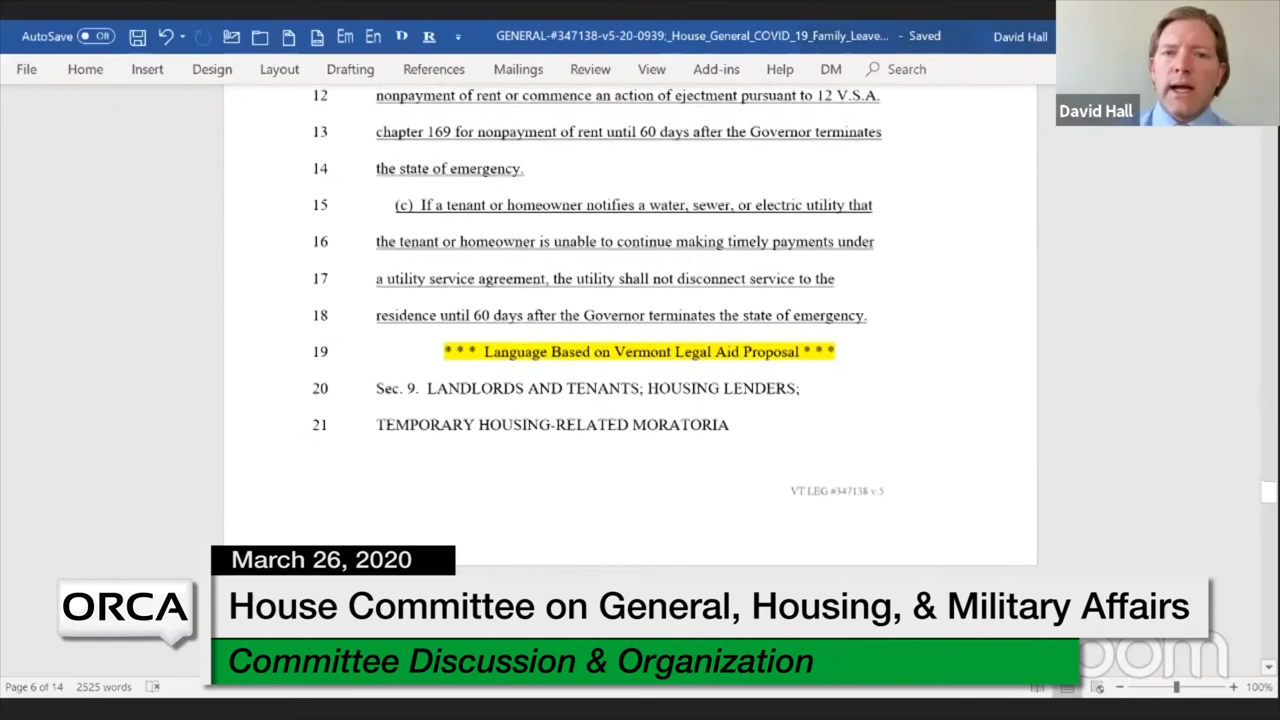 AutoSave Off Em En D R GENERAL-#347138-v5-20-0939:_House_General_COVID_19_Family_Leave... - Saved David Hall
File Home Insert Design Layout Drafting References Mailings Review View Add-ins Help DM Search
David Hall
12 nonpayment of rent or commence an action of ejectment pursuant to 12 V.S.A.
13 chapter 169 for nonpayment of rent until 60 days after the Governor terminates
14 the state of emergency.
15 (c) If a tenant or homeowner notifies a water, sewer, or electric utility that
16 the tenant or homeowner is unable to continue making timely payments under
17 a utility service agreement, the utility shall not disconnect service to the
18 residence until 60 days after the Governor terminates the state of emergency.
19 * * * Language Based on Vermont Legal Aid Proposal * * *
20 Sec. 9. LANDLORDS AND TENANTS; HOUSING LENDERS;
21 TEMPORARY HOUSING-RELATED MORATORIA
VT LEG #347138 v.5
March 26, 2020
ORCA
House Committee on General, Housing, & Military Affairs
Committee Discussion & Organization
Page 6 of 14 2525 words 100%